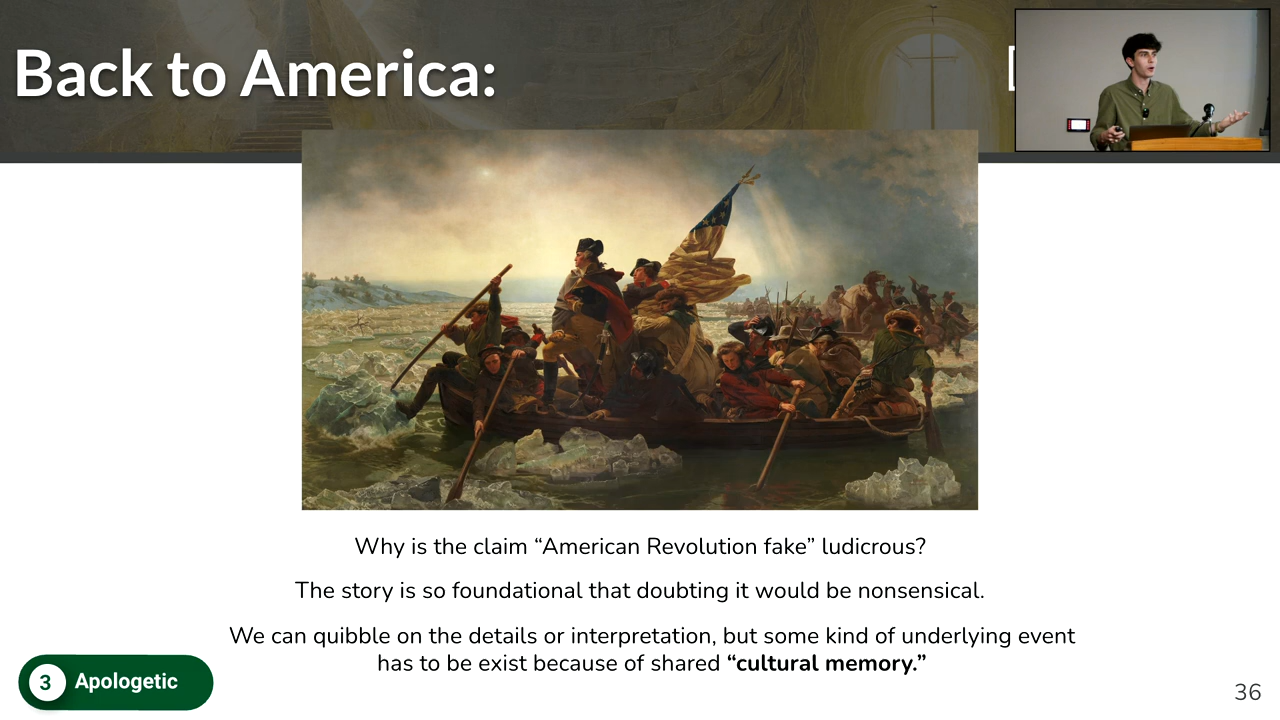 Back to America:
Why is the claim “American Revolution fake” ludicrous?
The story is so foundational that doubting it would be nonsensical.
We can quibble on the details or interpretation, but some kind of underlying event
has to be exist because of shared “cultural memory.”
3 Apologetic
36